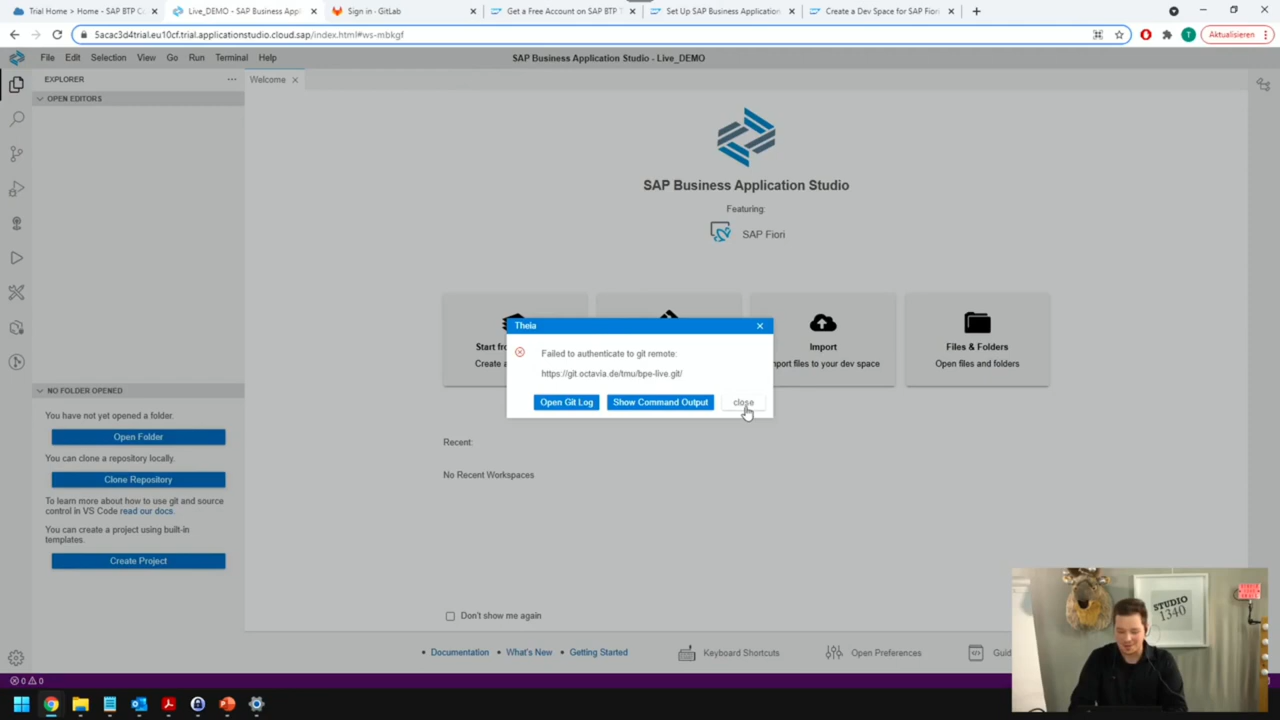 Trial Home > Home - SAP BTP C
Live_DEMO - SAP Business Appl
Sign in · GitLab
Get a Free Account on SAP BTP T
Set Up SAP Business Application
Create a Dev Space for SAP Fiori
5acac3d4trial.eu10cf.trial.applicationstudio.cloud.sap/index.html#ws-mbkgf
T
Aktualisieren
File Edit Selection View Go Run Terminal Help
SAP Business Application Studio - Live_DEMO
EXPLORER
Welcome
OPEN EDITORS
SAP Business Application Studio
Featuring:
SAP Fiori
Start fro
Create a
Import
mport files to your dev space
Files & Folders
Open files and folders
Theia
Failed to authenticate to git remote:
https://git.octavia.de/tmu/bpe-live.git/
Open Git Log
Show Command Output
close
NO FOLDER OPENED
You have not yet opened a folder.
Open Folder
You can clone a repository locally.
Clone Repository
To learn more about how to use git and source
control in VS Code read our docs.
You can create a project using built-in
templates.
Create Project
Recent:
No Recent Workspaces
Don't show me again
• Documentation • What's New • Getting Started
Keyboard Shortcuts
Open Preferences
Guid
0 0
STUDIO
1340